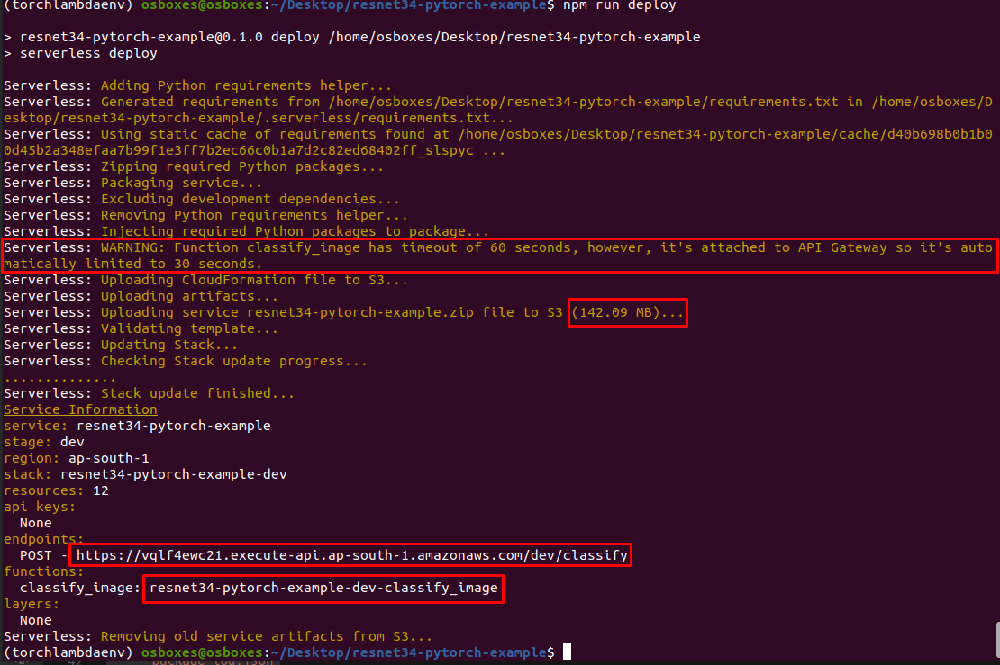 (torchlambdaenv) osboxes@osboxes:~/Desktop/resnet34-pytorch-example$ npm run deploy
> resnet34-pytorch-example@0.1.0 deploy /home/osboxes/Desktop/resnet34-pytorch-example
> serverless deploy
Serverless: Adding Python requirements helper...
Serverless: Generated requirements from /home/osboxes/Desktop/resnet34-pytorch-example/requirements.txt in /home/osboxes/D
esktop/resnet34-pytorch-example/.serverless/requirements.txt...
Serverless: Using static cache of requirements found at /home/osboxes/Desktop/resnet34-pytorch-example/cache/d40b698b0b1b0
0d45b2a348efaa7b99f1e3ff7b2ec66c0b1a7d2c82ed68402ff_slspyc ...
Serverless: Zipping required Python packages...
Serverless: Packaging service...
Serverless: Excluding development dependencies...
Serverless: Removing Python requirements helper...
Serverless: Injecting required Python packages to package...
Serverless: WARNING: Function classify_image has timeout of 60 seconds, however, it's attached to API Gateway so it's auto
matically limited to 30 seconds.
Serverless: Uploading CloudFormation file to S3...
Serverless: Uploading artifacts...
Serverless: Uploading service resnet34-pytorch-example.zip file to S3 (142.09 MB)...
Serverless: Validating template...
Serverless: Updating Stack...
Serverless: Checking Stack update progress...
..............
Serverless: Stack update finished...
Service Information
service: resnet34-pytorch-example
stage: dev
region: ap-south-1
stack: resnet34-pytorch-example-dev
resources: 12
api keys:
  None
endpoints:
  POST - https://vqlf4ewc21.execute-api.ap-south-1.amazonaws.com/dev/classify
functions:
  classify_image: resnet34-pytorch-example-dev-classify_image
layers:
  None
Serverless: Removing old service artifacts from S3...
(torchlambdaenv) osboxes@osboxes:~/Desktop/resnet34-pytorch-example$